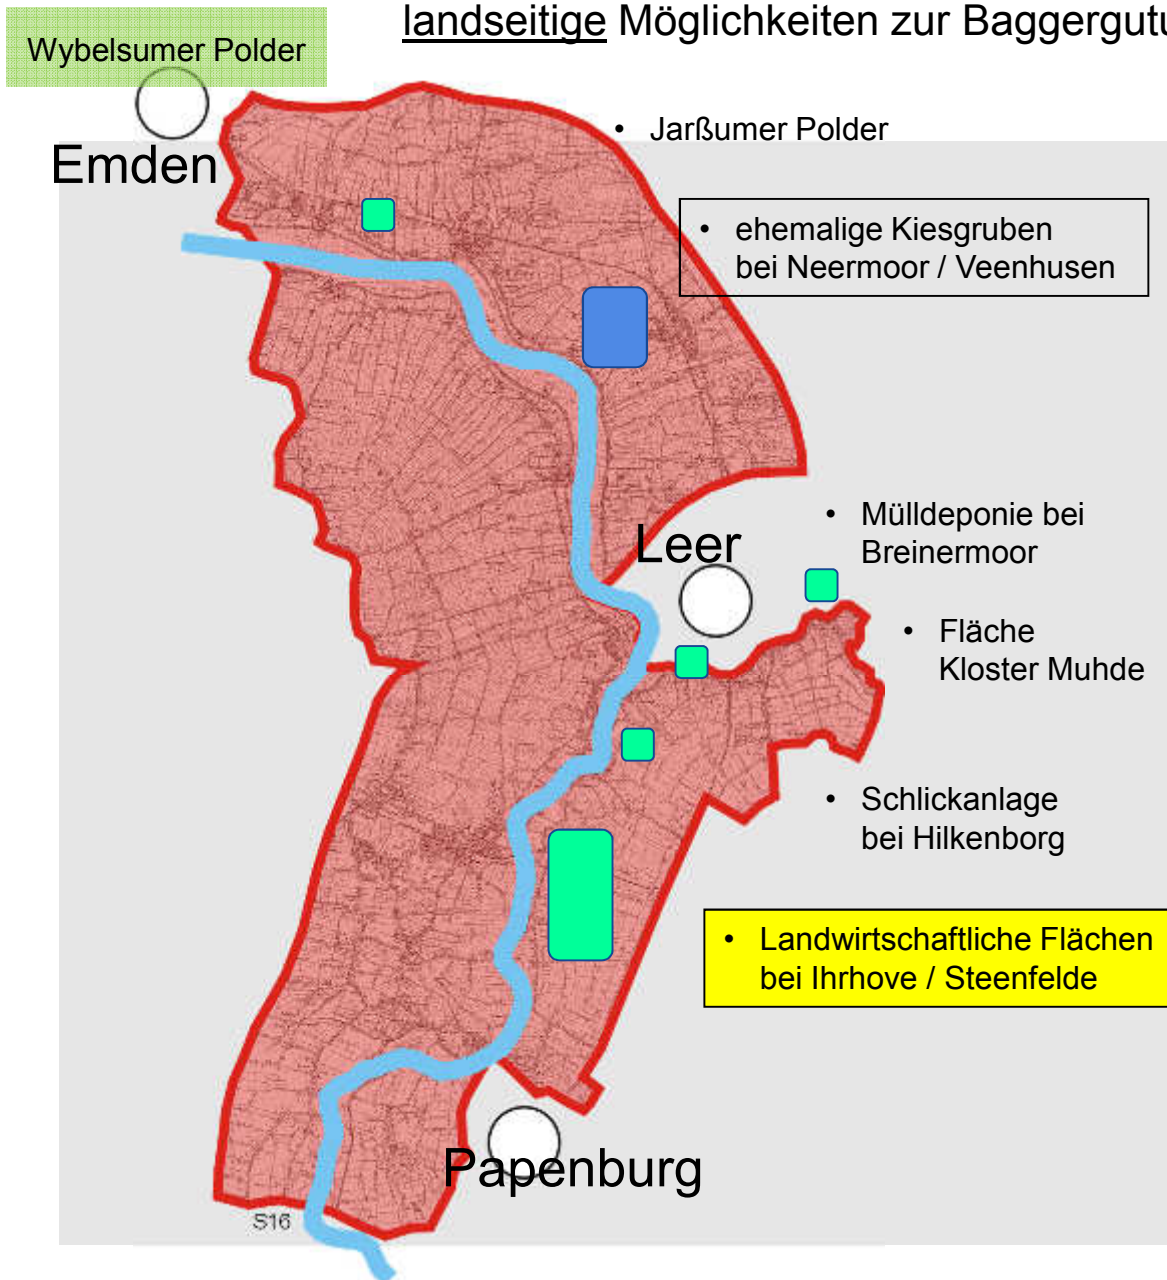 landseitige Möglichkeiten zur
Wybelsumer Polder
Emden
• Jarßumer Polder
• ehemalige Kiesgruben
bei Neermoor / Veenhusen
• Mülldeponie bei
Breinermoor
Leer
• Fläche
Kloster Muhde
• Schlickanlage
bei Hilkenborg
• Landwirtschaftliche Flächen
bei Ihrhove / Steenfelde
Papenburg
S16